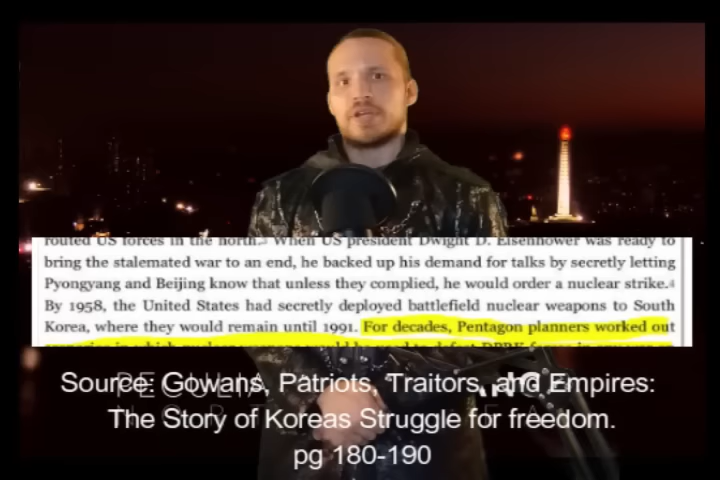 routed US forces in the north. When US president Dwight D. Eisenhower was ready to
bring the stalemated war to an end, he backed up his demand for talks by secretly letting
Pyongyang and Beijing know that unless they complied, he would order a nuclear strike.4
By 1958, the United States had secretly deployed battlefield nuclear weapons to South
Korea, where they would remain until 1991. For decades, Pentagon planners worked out
Source: Gowans, Patriots, Traitors, and Empires:
The Story of Koreas Struggle for freedom.
pg 180-190